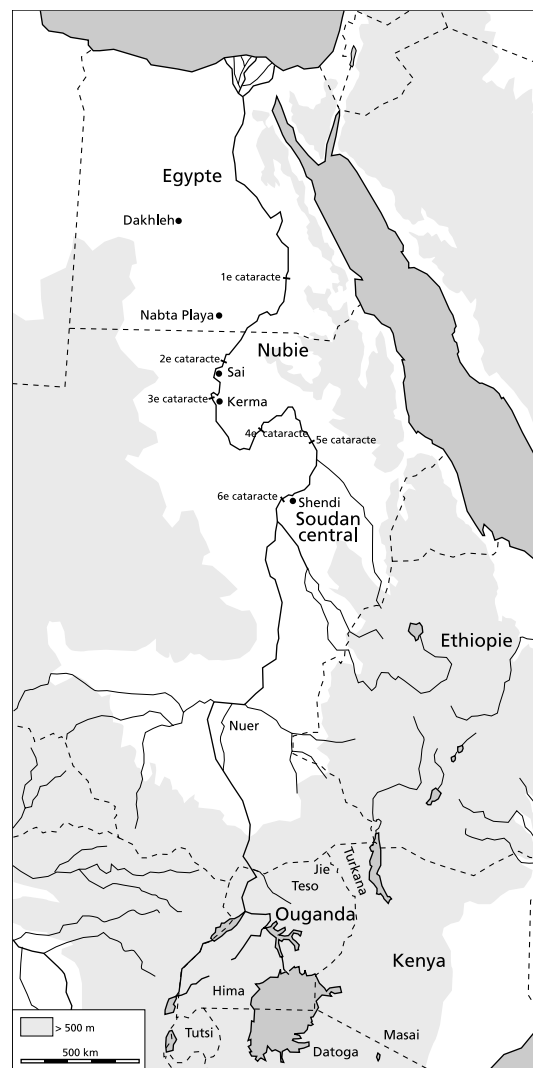 Egypte
Dakhleh
1e cataracte
Nabta Playa
Nubie
2e cataracte
Sai
3e cataracte
Kerma
4e cataracte
5e cataracte
6e cataracte
Shendi
Soudan
central
Ethiopie
Nuer
Turkana
Jie
Teso
Ouganda
Kenya
Hima
Tutsi
Masai
Datoga
> 500 m
500 km